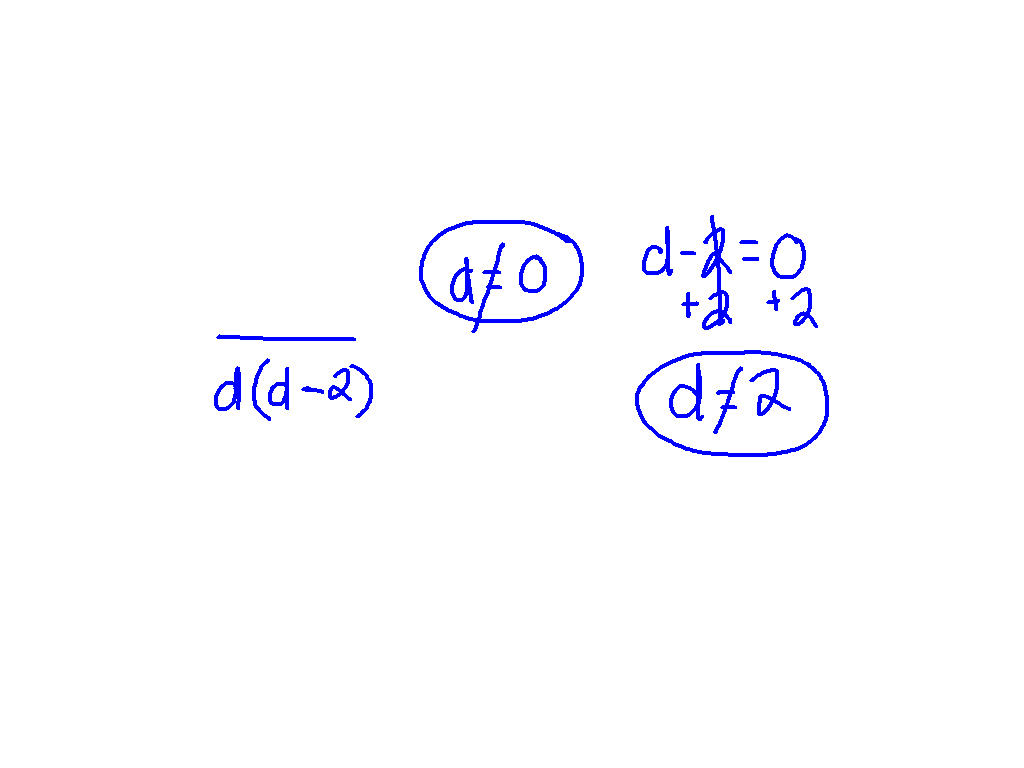 d ≠ 0
d - 2 = 0
+2 +2
d(d-2)
d ≠ 2